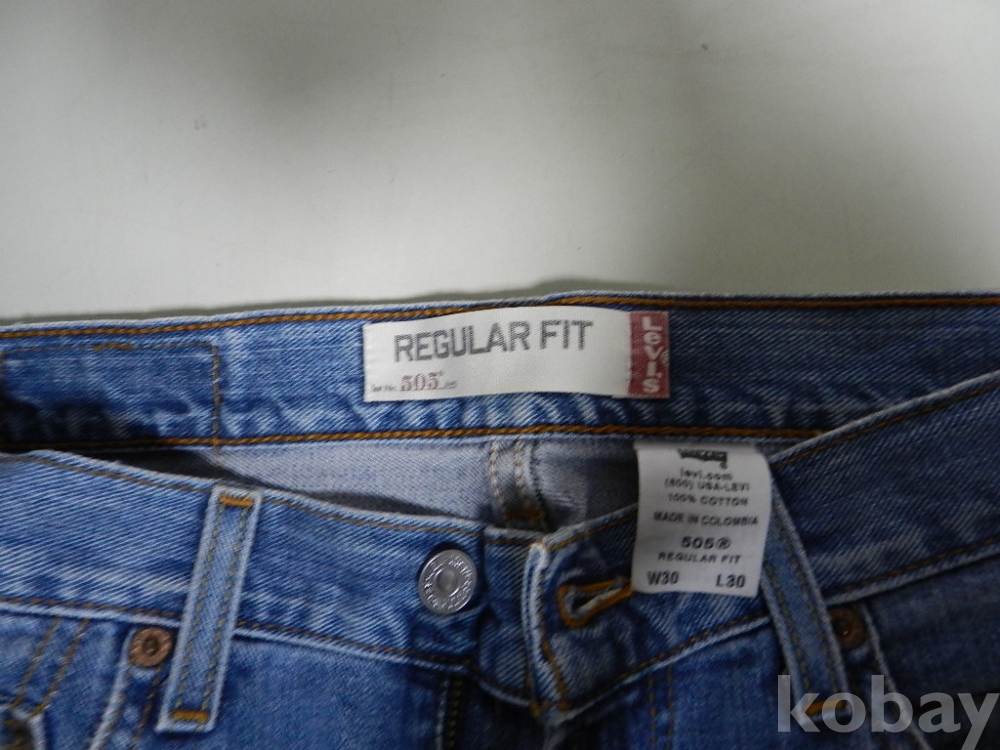 REGULAR FIT
505
Levi's
levi.com
(800) USA-LEVI
100% COTTON
MADE IN COLOMBIA
505®
REGULAR FIT
W30 L30
kobay